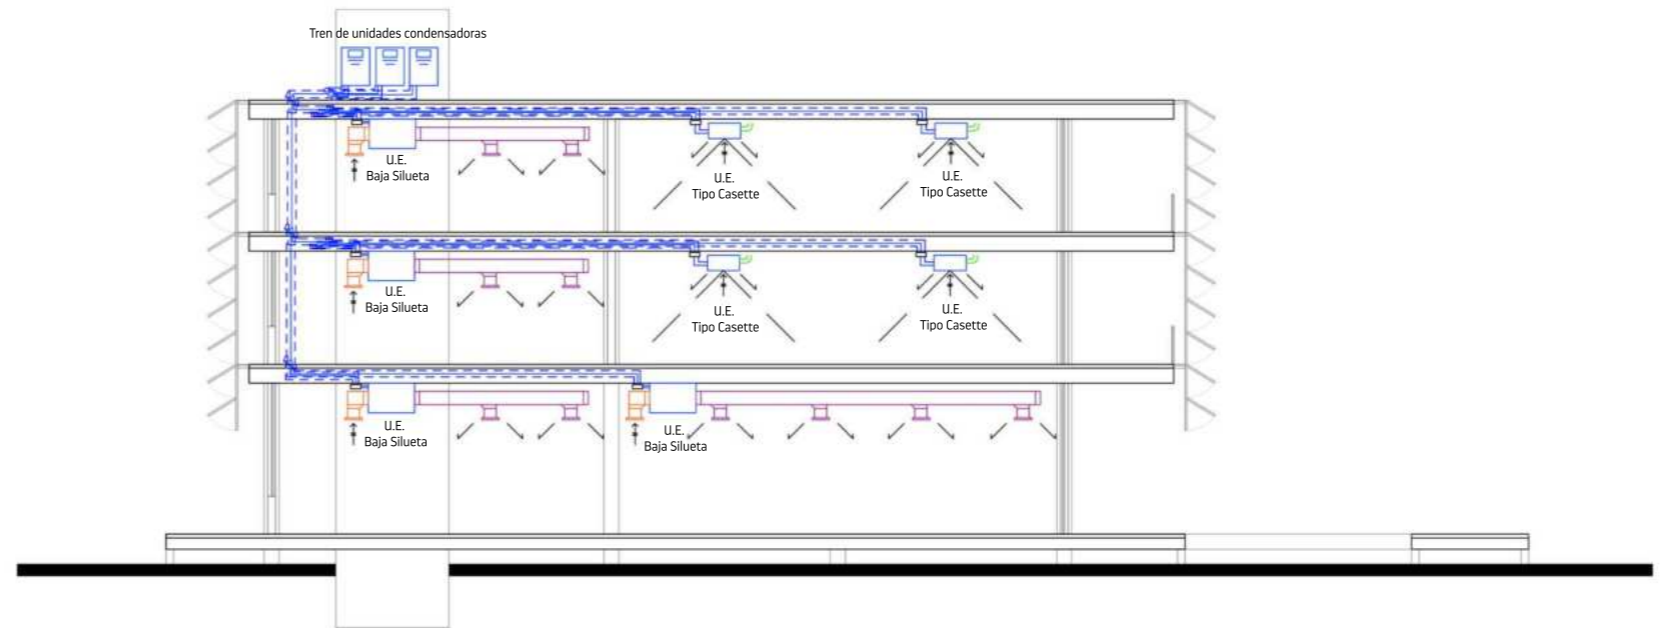 Tren de unidades condensadoras
U.E.
Baja Silueta
U.E.
Tipo Casette
U.E.
Tipo Casette
U.E.
Baja Silueta
U.E.
Tipo Casette
U.E.
Tipo Casette
U.E.
Baja Silueta
U.E.
Baja Silueta